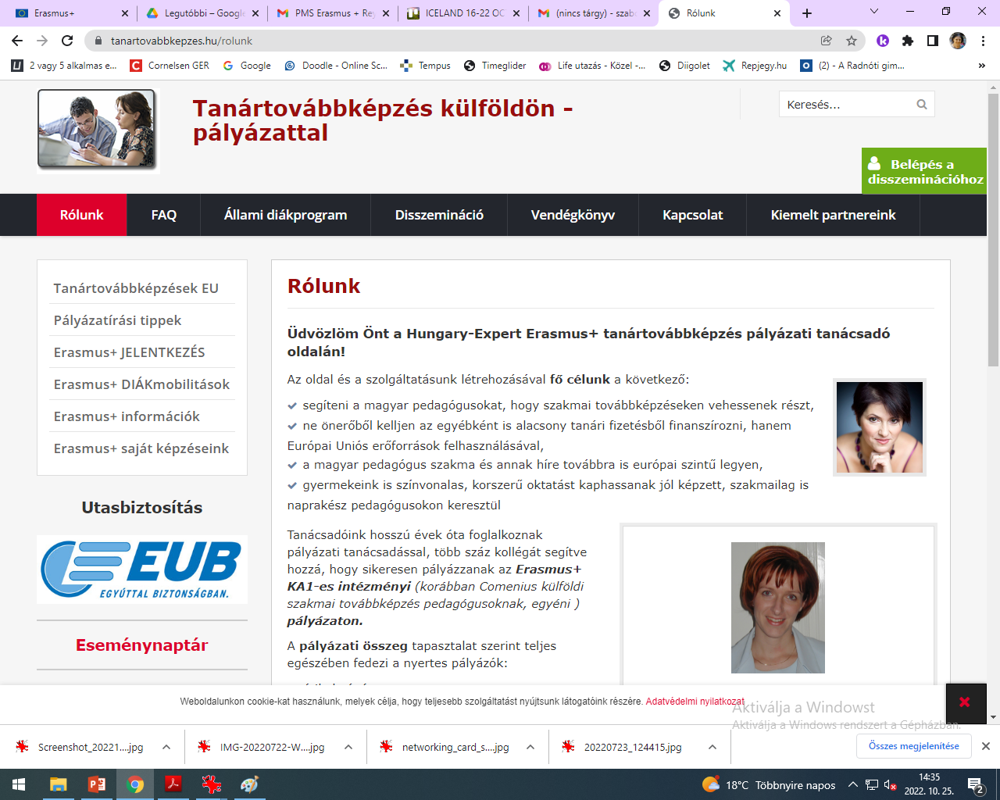 Erasmus+
Legutóbbi – Google
PMS Erasmus + Rej
ICELAND 16-22 OC
(nincs tárgy) - szab
Rólunk
tanartovabbkepzes.hu/rolunk
2 vagy 5 alkalmas e...
Cornelsen GER
Google
Doodle - Online Sc...
Tempus
Timeglider
Life utazás - Közel -...
Diigolet
Repjegy.hu
(2) - A Radnóti gim...
»
Tanártovábbképzés külföldön -
pályázattal
Keresés...
Belépés a
disszeminációhoz
Rólunk
FAQ
Állami diákprogram
Disszemináció
Vendégkönyv
Kapcsolat
Kiemelt partnereink
Tanártovábbképzések EU
Pályázatírási tippek
Erasmus+ JELENTKEZÉS
Erasmus+ DIÁKmobilitások
Erasmus+ információk
Erasmus+ saját képzéseink
Utasbiztosítás
EUB
EGYÚTTAL BIZTONSÁGBAN.
Eseménynaptár
Rólunk
Üdvözlöm Önt a Hungary-Expert Erasmus+ tanártovábbképzés pályázati tanácsadó
oldalán!
Az oldal és a szolgáltatásunk létrehozásával fő célunk a következő:
segíteni a magyar pedagógusokat, hogy szakmai továbbképzéseken vehessenek részt,
ne önerőből kelljen az egyébként is alacsony tanári fizetésből finanszírozni, hanem
Európai Uniós erőforrások felhasználásával,
a magyar pedagógus szakma és annak híre továbbra is európai szintű legyen,
gyermekeink is színvonalas, korszerű oktatást kaphassanak jól képzett, szakmailag is
naprakész pedagógusokon keresztül
Tanácsadóink hosszú évek óta foglalkoznak
pályázati tanácsadással, több száz kollégát segítve
hozzá, hogy sikeresen pályázzanak az Erasmus+
KA1-es intézményi (korábban Comenius külföldi
szakmai továbbképzés pedagógusoknak, egyéni )
pályázaton.
A pályázati összeg tapasztalat szerint teljes
egészében fedezi a nyertes pályázók:
Weboldalunkon cookie-kat használunk, melyek célja, hogy teljesebb szolgáltatást nyújtsunk látogatóink részére. Adatvédelmi nyilatkozat
Aktiválja a Windowst
Aktiválja a Windows rendszert a Gépházban.
Screenshot_20221....jpg
IMG-20220722-W....jpg
networking_card_s....jpg
20220723_124415.jpg
Összes megjelenítése
18°C Többnyire napos
14:35
2022. 10. 25.
2